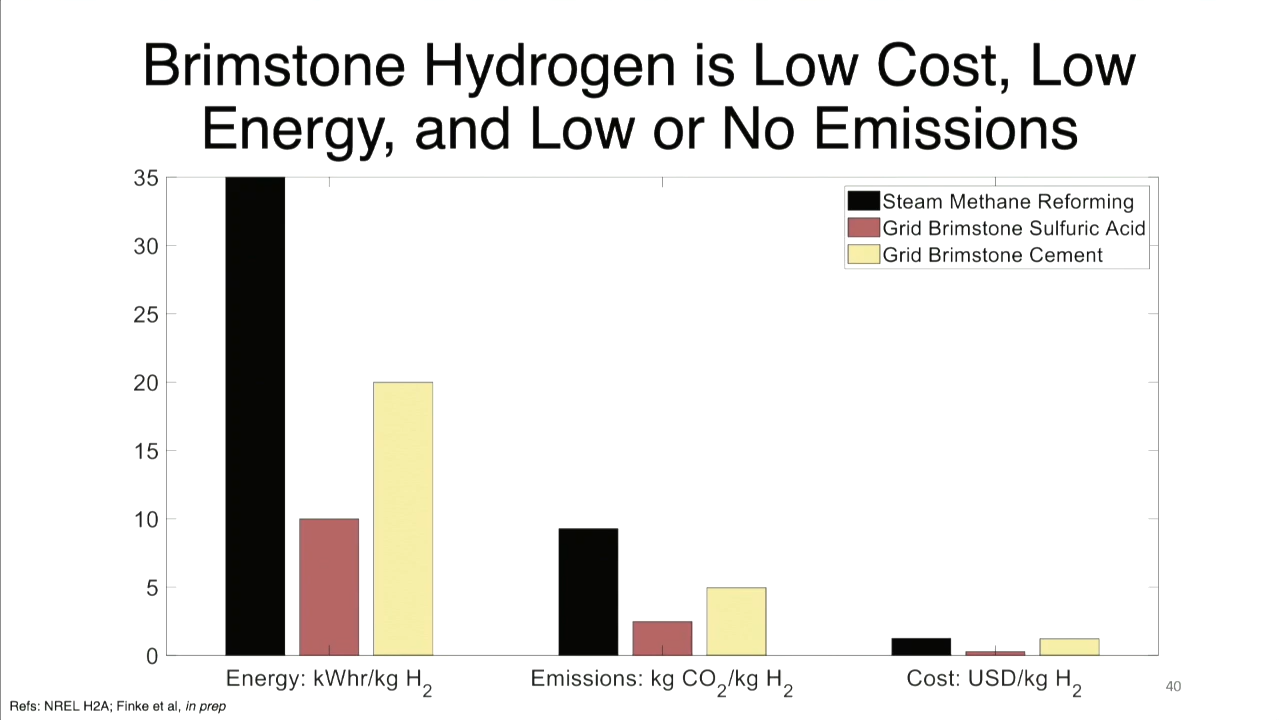 Brimstone Hydrogen is Low Cost, Low
Energy, and Low or No Emissions
35
30
25
20
15
10
5
0
Steam Methane Reforming
Grid Brimstone Sulfuric Acid
Grid Brimstone Cement
Energy: kWhr/kg H2
Emissions: kg CO2/kg H2
Cost: USD/kg H2
40
Refs: NREL H2A; Finke et al, in prep